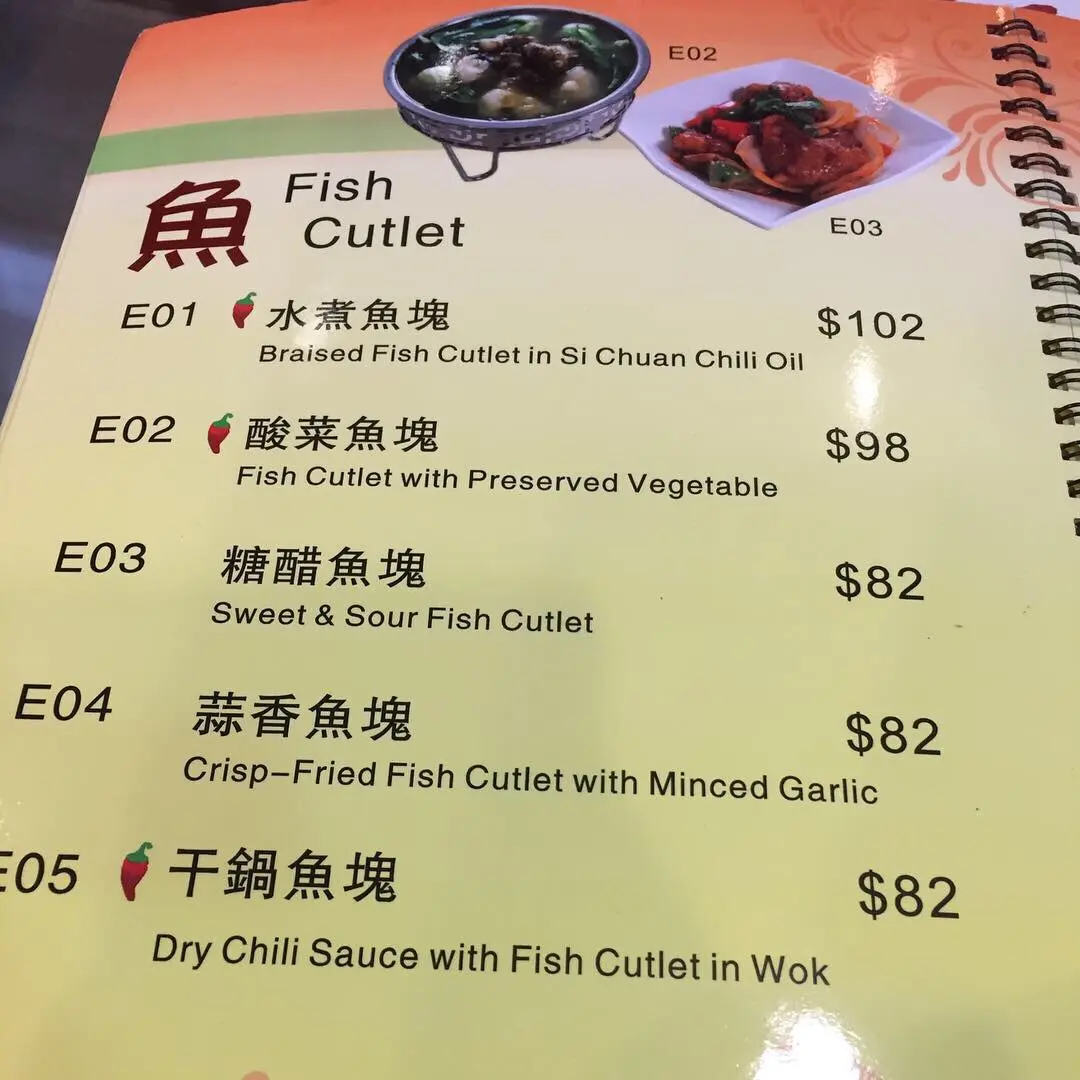 E02
E03
魚 Fish
Cutlet
E01 水煮魚塊 $102
Braised Fish Cutlet in Si Chuan Chili Oil
E02 酸菜魚塊 $98
Fish Cutlet with Preserved Vegetable
E03 糖醋魚塊 $82
Sweet & Sour Fish Cutlet
E04 蒜香魚塊 $82
Crisp-Fried Fish Cutlet with Minced Garlic
E05 干鍋魚塊 $82
Dry Chili Sauce with Fish Cutlet in Wok